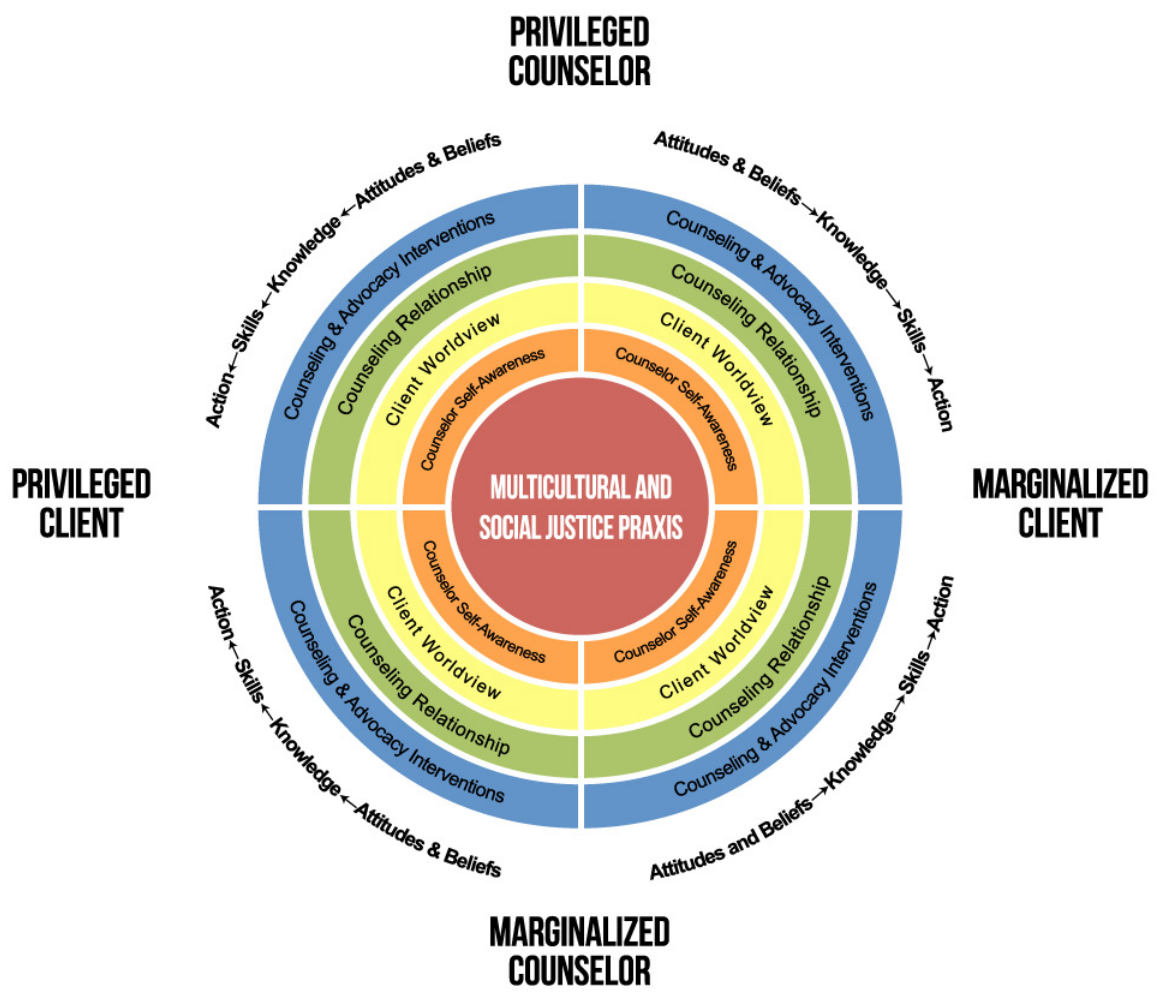 PRIVILEGED
COUNSELOR
Action←Skills←Knowledge←Attitudes & Beliefs
Attitudes & Beliefs→Knowledge→Skills→Action
Counseling & Advocacy Interventions
Counseling & Advocacy Interventions
Counseling Relationship
Counseling Relationship
Client Worldview
Client Worldview
Counselor Self-Awareness
Counselor Self-Awareness
PRIVILEGED
CLIENT
MULTICULTURAL AND
SOCIAL JUSTICE PRAXIS
MARGINALIZED
CLIENT
Counselor Self-Awareness
Counselor Self-Awareness
Client Worldview
Client Worldview
Counseling Relationship
Counseling Relationship
Counseling & Advocacy Interventions
Counseling & Advocacy Interventions
Action←Skills←Knowledge←Attitudes & Beliefs
Attitudes and Beliefs→Knowledge→Skills→Action
MARGINALIZED
COUNSELOR